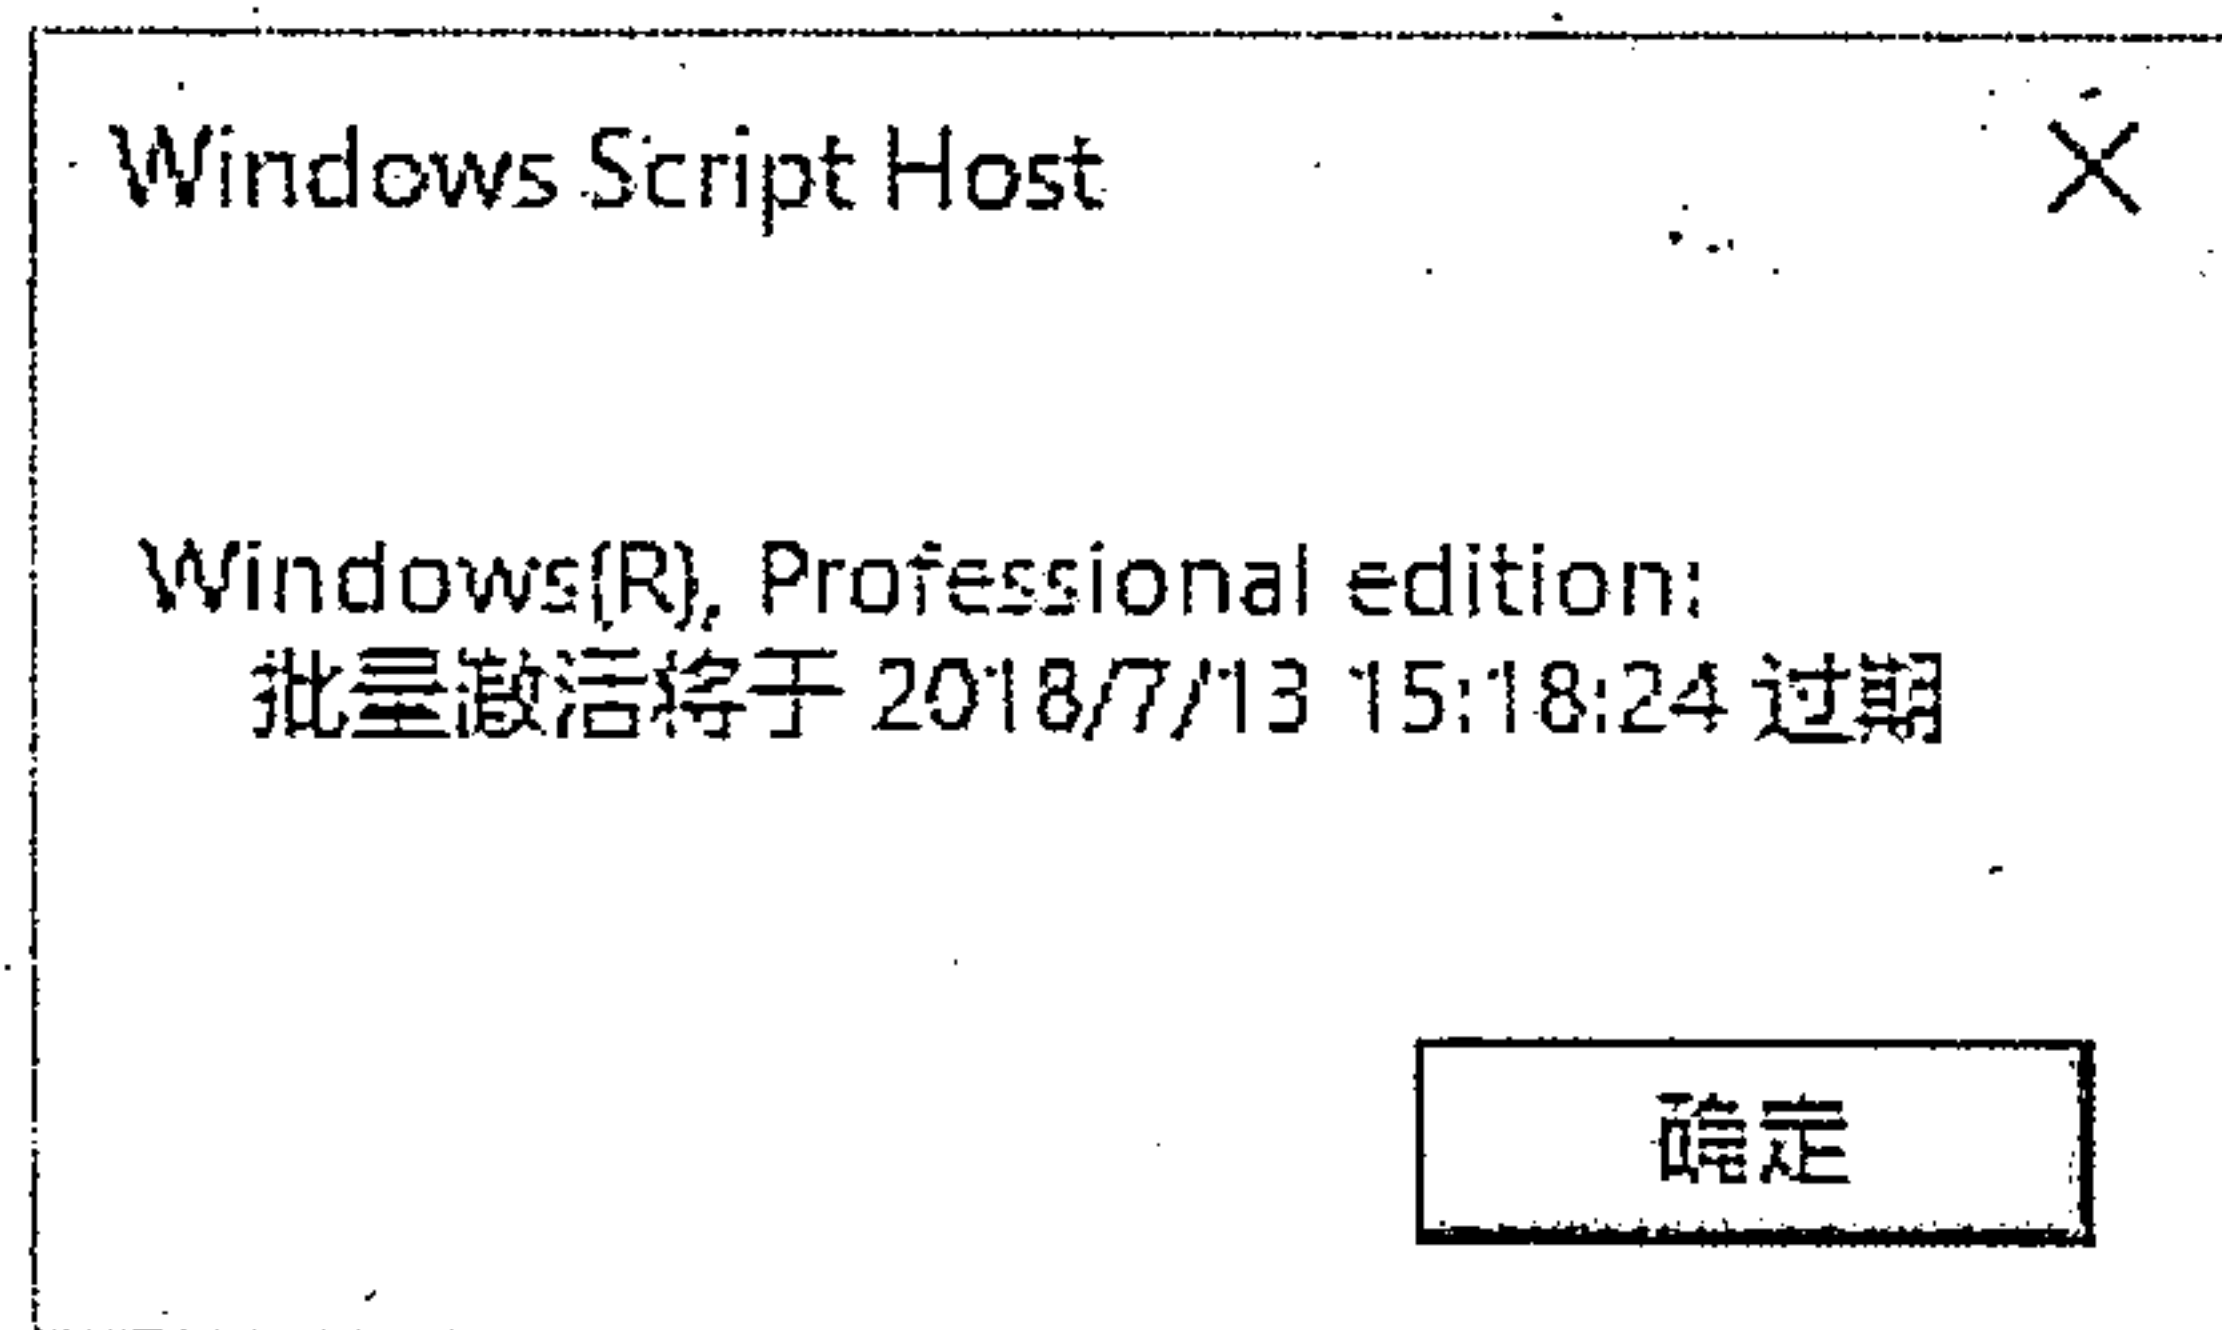 Windows Script Host
Windows(R), Professional edition:
批量激活将于 2018/7/13 15:18:24 过期
确定